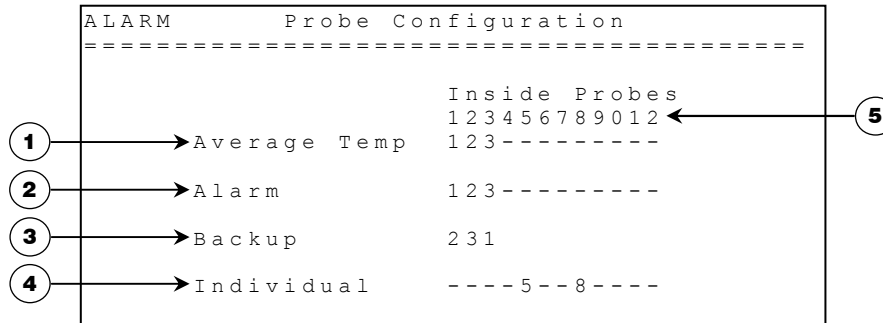 ALARM Probe Configuration
========================================
Inside Probes
123456789012 5
1 Average Temp 123---------
2 Alarm 123---------
3 Backup 231
4 Individual ----5--8----